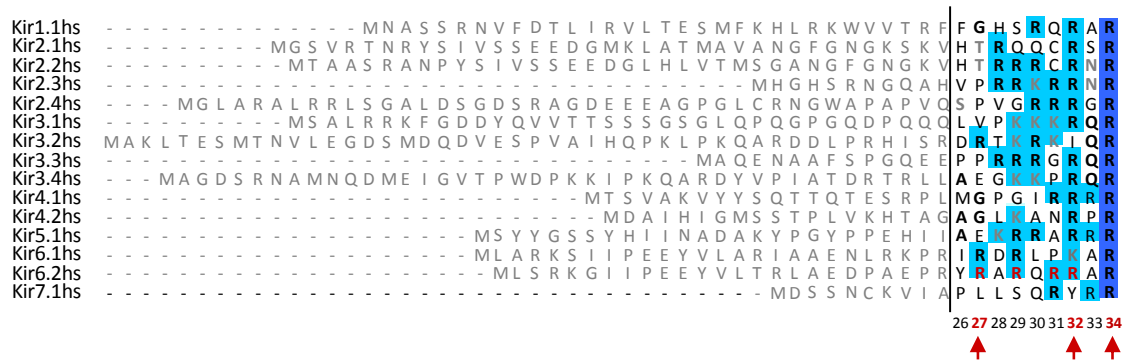 Kir1.1hs - - - - - - - - - - - - - - M N A S S R N V F D T L I R V L T E S M F K H L R K W V V T R F F G H S R Q R A R
Kir2.1hs - - - - - - - - - M G S V R T N R Y S I V S S E E D G M K L A T M A V A N G F G N G K S K V H T R Q Q C R S R
Kir2.2hs - - - - - - - - - - M T A A S R A N P Y S I V S S E E D G L H L V T M S G A N G F G N G K V H T R R R C R N R
Kir2.3hs - - - - - - - - - - - - - - - - - - - - - - - - - - - - - - - - - - - M H G H S R N G Q A H V P R R K R R N R
Kir2.4hs - - - - M G L A R A L R R L S G A L D S G D S R A G D E E E A G P G L C R N G W A P A P V Q S P V G R R R G R
Kir3.1hs - - - - - - - - - - M S A L R R K F G D D Y Q V V T T S S S G S G L Q P Q G P G Q D P Q Q Q L V P K K K R Q R
Kir3.2hs M A K L T E S M T N V L E G D S M D Q D V E S P V A I H Q P K L P K Q A R D D L P R H I S R D R T K R K I Q R
Kir3.3hs - - - - - - - - - - - - - - - - - - - - - - - - - - - - - - - - M A Q E N A A F S P G Q E E P P R R R G R Q R
Kir3.4hs - - - M A G D S R N A M N Q D M E I G V T P W D P K K I P K Q A R D Y V P I A T D R T R L L A E G K K P R Q R
Kir4.1hs - - - - - - - - - - - - - - - - - - - - - - - - - - M T S V A K V Y Y S Q T T Q T E S R P L M G P G I R R R R
Kir4.2hs - - - - - - - - - - - - - - - - - - - - - - - - - - - M D A I H I G M S S T P L V K H T A G A G L K A N R P R
Kir5.1hs - - - - - - - - - - - - - - - - - - - - M S Y Y G S S Y H I I N A D A K Y P G Y P P E H I I A E K R R A R R R
Kir6.1hs - - - - - - - - - - - - - - - - - - - - M L A R K S I I P E E Y V L A R I A A E N L R K P R I R D R L P K A R
Kir6.2hs - - - - - - - - - - - - - - - - - - - - - M L S R K G I I P E E Y V L T R L A E D P A E P R Y R A R Q R R A R
Kir7.1hs - - - - - - - - - - - - - - - - - - - - - - - - - - - - - - - - - - - - M D S S N C K V I A P L L S Q R Y R R
26 27 28 29 30 31 32 33 34